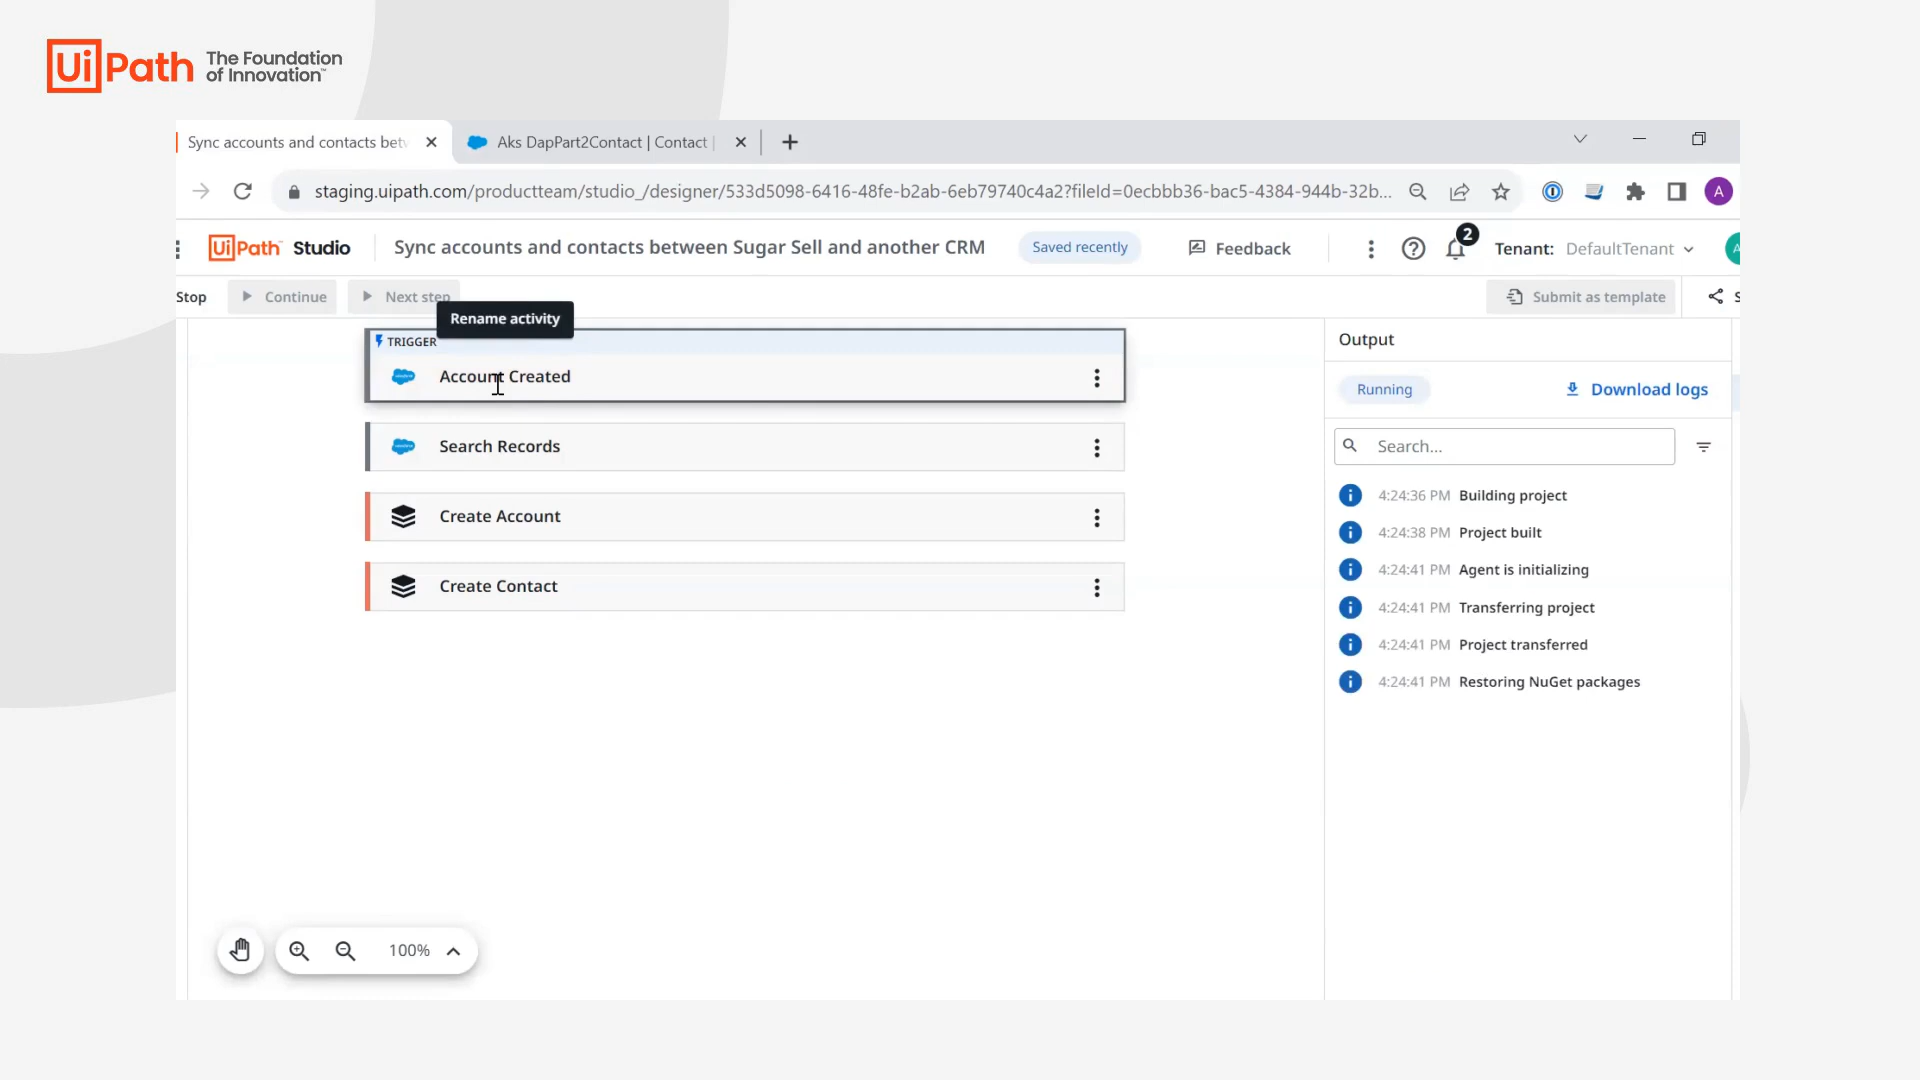 UiPath The Foundation
of Innovation™
Sync accounts and contacts betw
Aks DapPart2Contact | Contact |
staging.uipath.com/productteam/studio_/designer/533d5098-6416-48fe-b2ab-6eb79740c4a2?fileId=0ecbbb36-bac5-4384-944b-32b...
A
UiPath Studio
Sync accounts and contacts between Sugar Sell and another CRM
Saved recently
Feedback
2
Tenant: DefaultTenant
A
Stop
Continue
Next step
Submit as template
S
Rename activity
TRIGGER
Account Created
Search Records
Create Account
Create Contact
100%
Output
Running
Download logs
Search...
4:24:36 PM Building project
4:24:38 PM Project built
4:24:41 PM Agent is initializing
4:24:41 PM Transferring project
4:24:41 PM Project transferred
4:24:41 PM Restoring NuGet packages